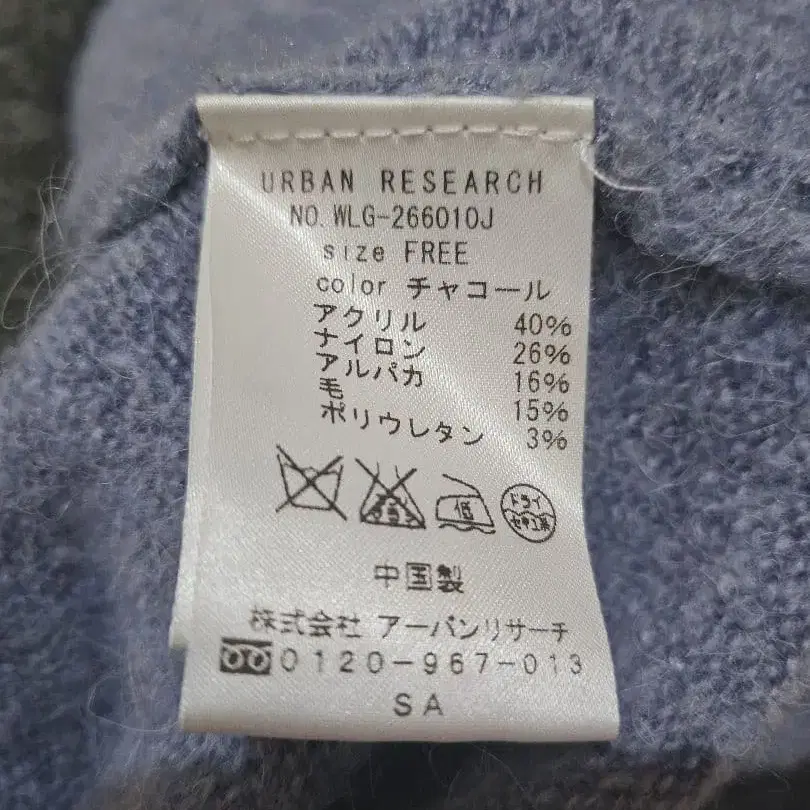 URBAN RESEARCH
NO.WLG-266010J
size FREE
color チャコール
アクリル 40%
ナイロン 26%
アルパカ 16%
毛 15%
ポリウレタン 3%
低 ドライ
中国製
株式会社 アーバンリサーチ
0120-967-013
SA